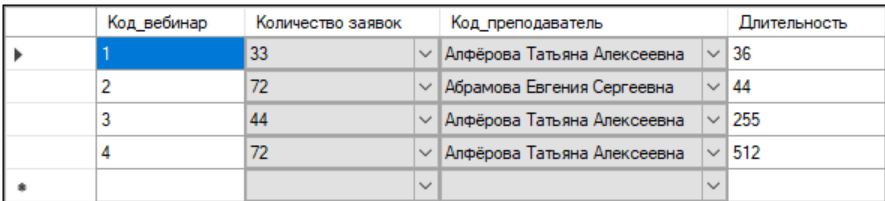 Код_вебинар Количество заявок Код_преподаватель Длительность
1 33 Алфёрова Татьяна Алексеевна 36
2 72 Абрамова Евгения Сергеевна 44
3 44 Алфёрова Татьяна Алексеевна 255
4 72 Алфёрова Татьяна Алексеевна 512